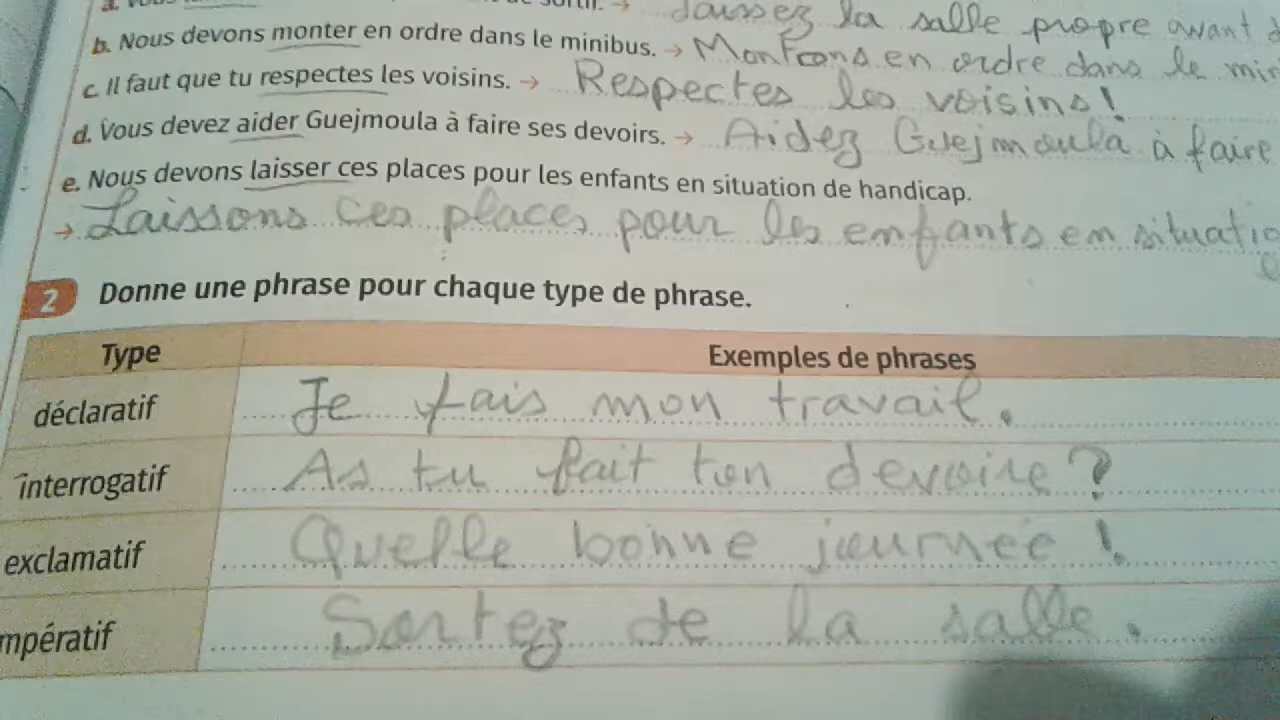 sortir. → Laissez la salle propre avant
b. Nous devons monter en ordre dans le minibus. → Montons en ordre dans le min
c. Il faut que tu respectes les voisins. → Respectes les voisins!
d. Vous devez aider Guejmoula à faire ses devoirs. → Aidez Guejmoula à faire
e. Nous devons laisser ces places pour les enfants en situation de handicap.
→ Laissons ces places pour les enfants en situatio
2 Donne une phrase pour chaque type de phrase.
Type Exemples de phrases
déclaratif Je fais mon travail.
interrogatif As tu fait ton devoire ?
exclamatif Quelle bonne journée !
mpératif Sortez de la salle.